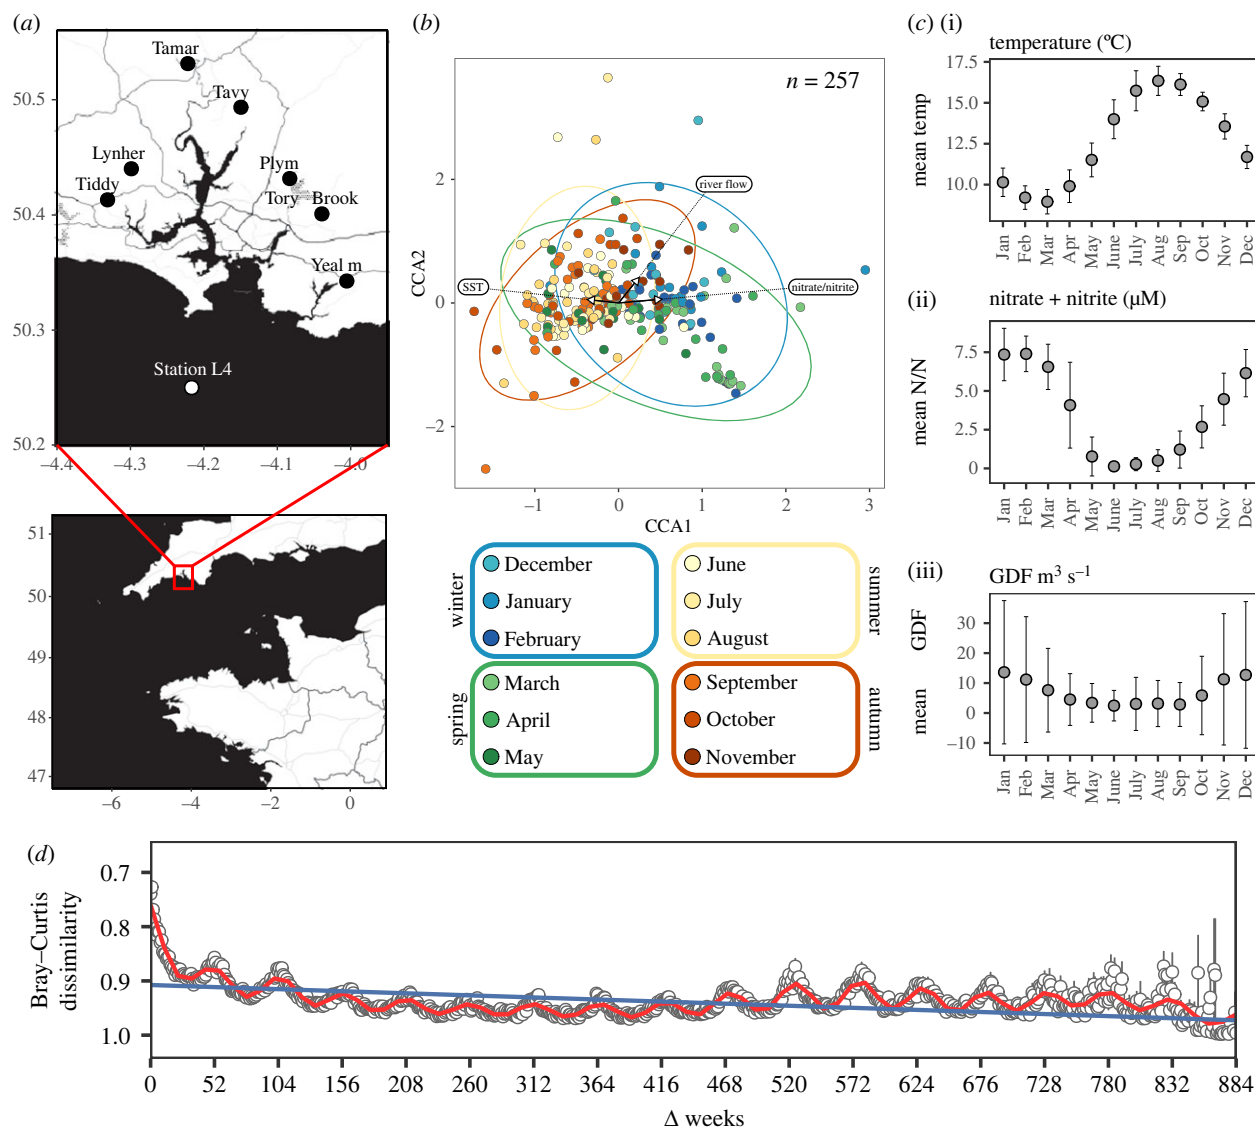 (a)
Tamar
Tavy
Lynher
Plym
Tiddy
Tory Brook
Yeal m
Station L4
50.5
50.4
50.3
50.2
–4.4 –4.3 –4.2 –4.1 –4.0
51
50
49
48
47
–6 –4 –2 0
(b)
n = 257
river flow
SST
nitrate/nitrite
CCA2
2
0
–2
–1 0 1 2 3
CCA1
winter
December
January
February
summer
June
July
August
spring
March
April
May
autumn
September
October
November
(c) (i)
temperature (ºC)
mean temp
17.5
15.0
12.5
10.0
Jan Feb Mar Apr May June July Aug Sep Oct Nov Dec
(ii)
nitrate + nitrite (µM)
mean N/N
7.5
5.0
2.5
0
Jan Feb Mar Apr May June July Aug Sep Oct Nov Dec
(iii)
GDF m³ s⁻¹
mean GDF
30
20
10
0
–10
Jan Feb Mar Apr May June July Aug Sep Oct Nov Dec
(d)
Bray–Curtis
dissimilarity
0.7
0.8
0.9
1.0
0 52 104 156 208 260 312 364 416 468 520 572 624 676 728 780 832 884
Δ weeks